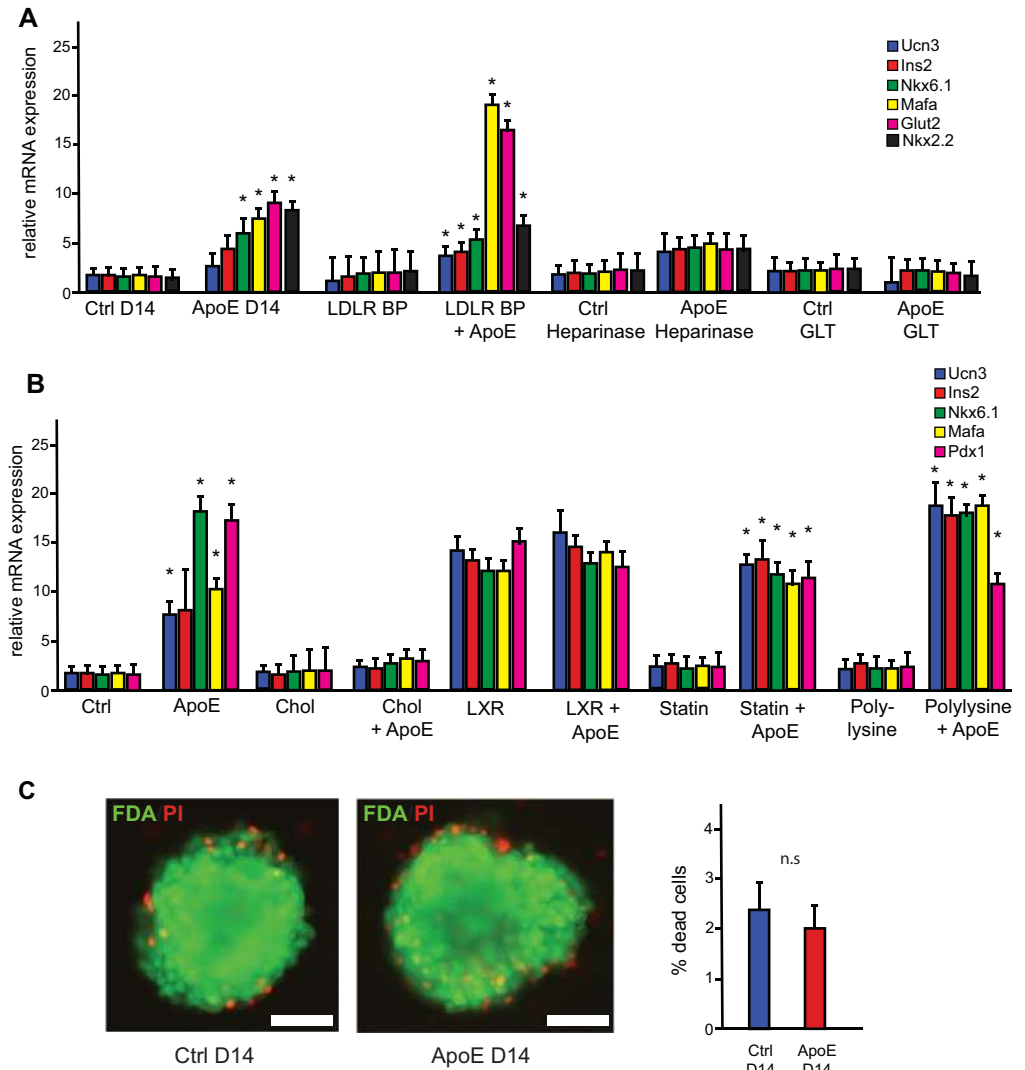 A
relative mRNA expression
25
20
15
10
5
0
* * * *
* * * * * *
Ucn3
Ins2
Nkx6.1
Mafa
Glut2
Nkx2.2
Ctrl D14
ApoE D14
LDLR BP
LDLR BP
+ ApoE
Ctrl
Heparinase
ApoE
Heparinase
Ctrl
GLT
ApoE
GLT
B
relative mRNA expression
25
20
15
10
5
0
* * * *
* * * * *
* * * * *
Ucn3
Ins2
Nkx6.1
Mafa
Pdx1
Ctrl
ApoE
Chol
Chol
+ ApoE
LXR
LXR +
ApoE
Statin
Statin +
ApoE
Poly-
lysine
Polylysine
+ ApoE
C
FDA PI
Ctrl D14
FDA PI
ApoE D14
% dead cells
4
3
2
1
0
n.s
Ctrl
D14
ApoE
D14